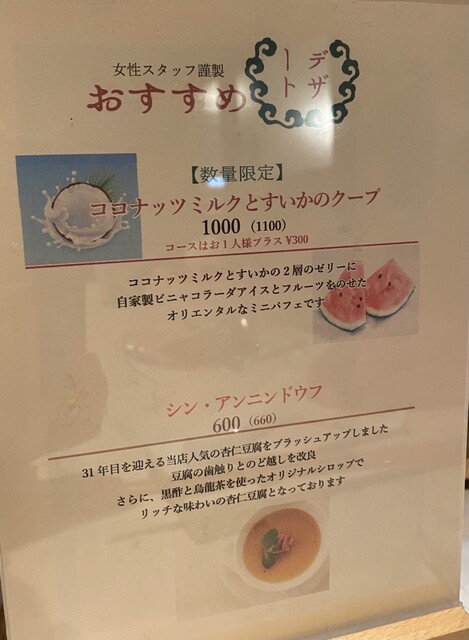 女性スタッフ謹製
おすすめ
デザート
【数量限定】
ココナッツミルクとすいかのクープ
1000（1100）
コースはお1人様プラス¥300
ココナッツミルクとすいかの2層のゼリーに
自家製ピニャコラーダアイスとフルーツをのせた
オリエンタルなミニパフェです
シン・アンニンドウフ
600（660）
31年目を迎える当店人気の杏仁豆腐をブラッシュアップしました
豆腐の歯触りとのど越しを改良
さらに、黒酢と烏龍茶を使ったオリジナルシロップで
リッチな味わいの杏仁豆腐となっております